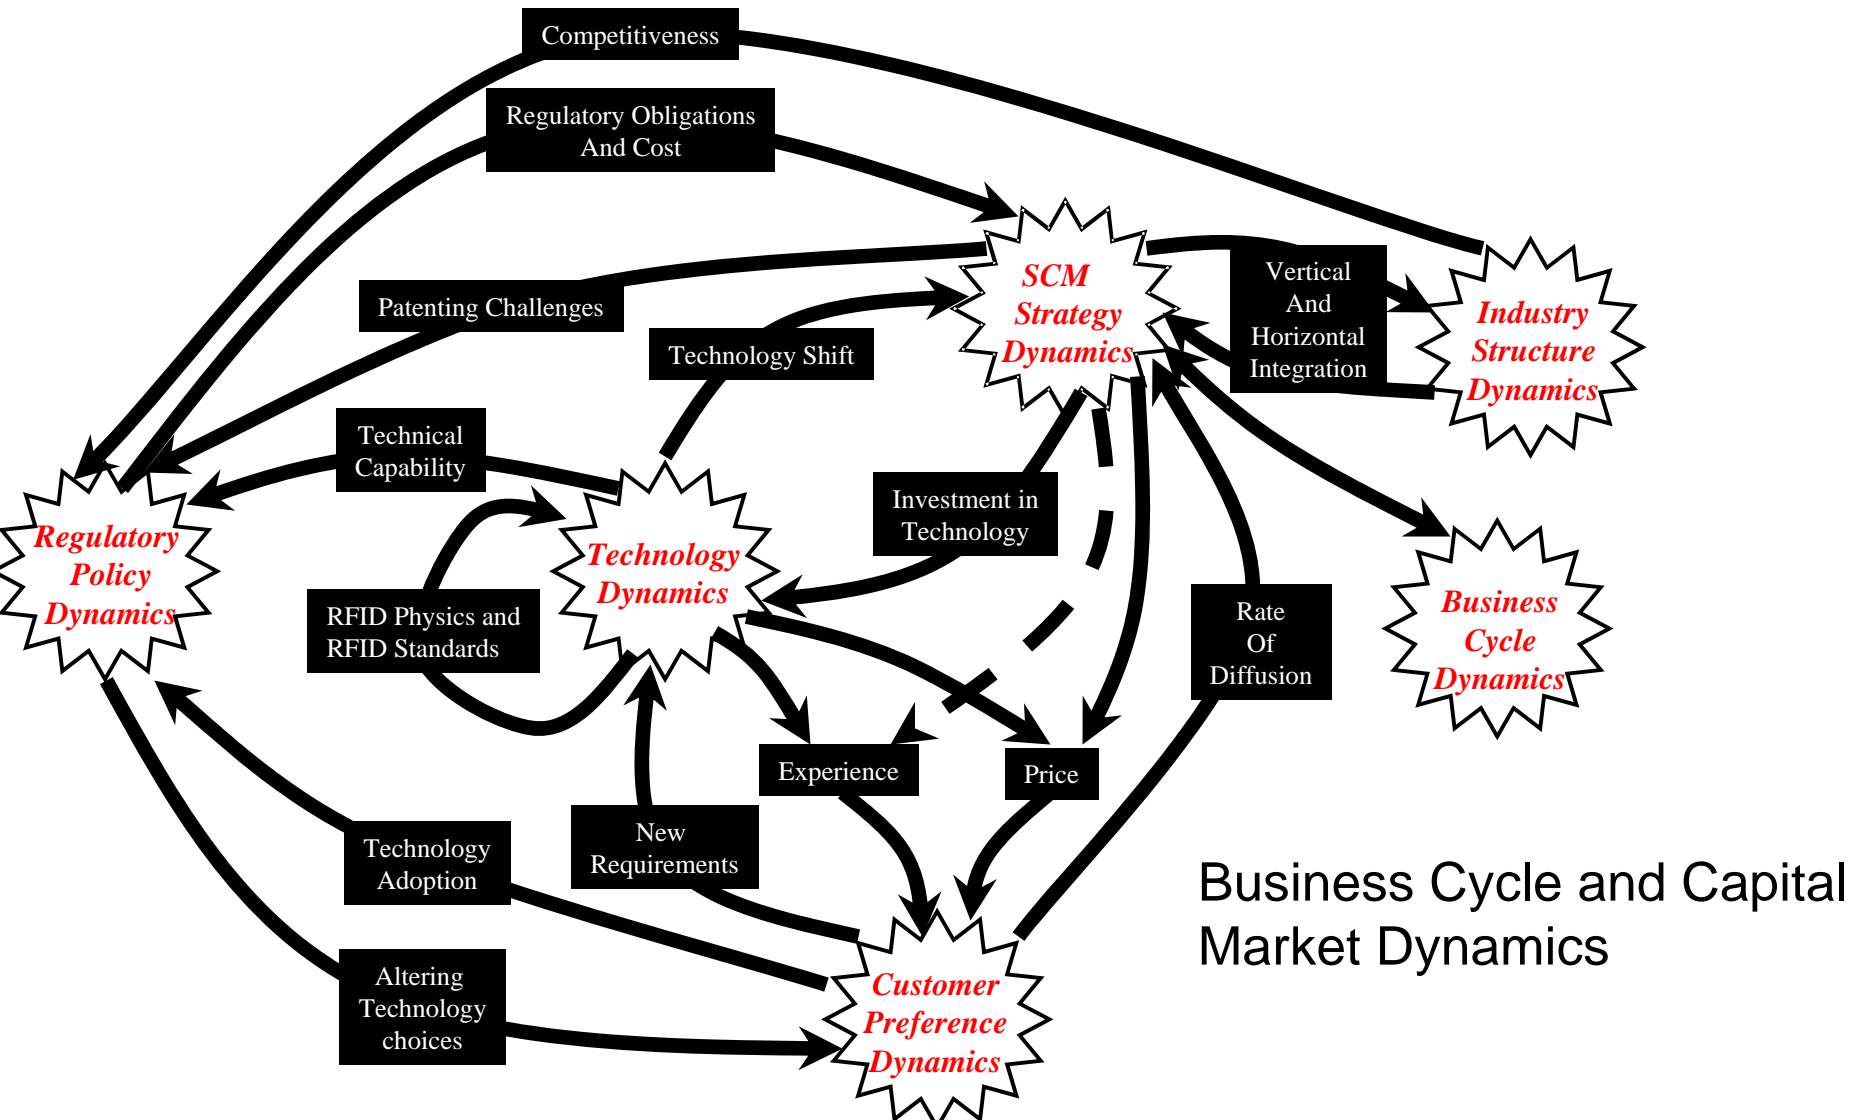 Competitiveness
Regulatory Obligations
And Cost
Patenting Challenges
Technology Shift
SCM
Strategy
Dynamics
Vertical
And
Horizontal
Integration
Industry
Structure
Dynamics
Technical
Capability
Investment in
Technology
Regulatory
Policy
Dynamics
Technology
Dynamics
RFID Physics and
RFID Standards
Rate
Of
Diffusion
Business
Cycle
Dynamics
Experience
Price
New
Requirements
Technology
Adoption
Altering
Technology
choices
Customer
Preference
Dynamics
Business Cycle and Capital
Market Dynamics